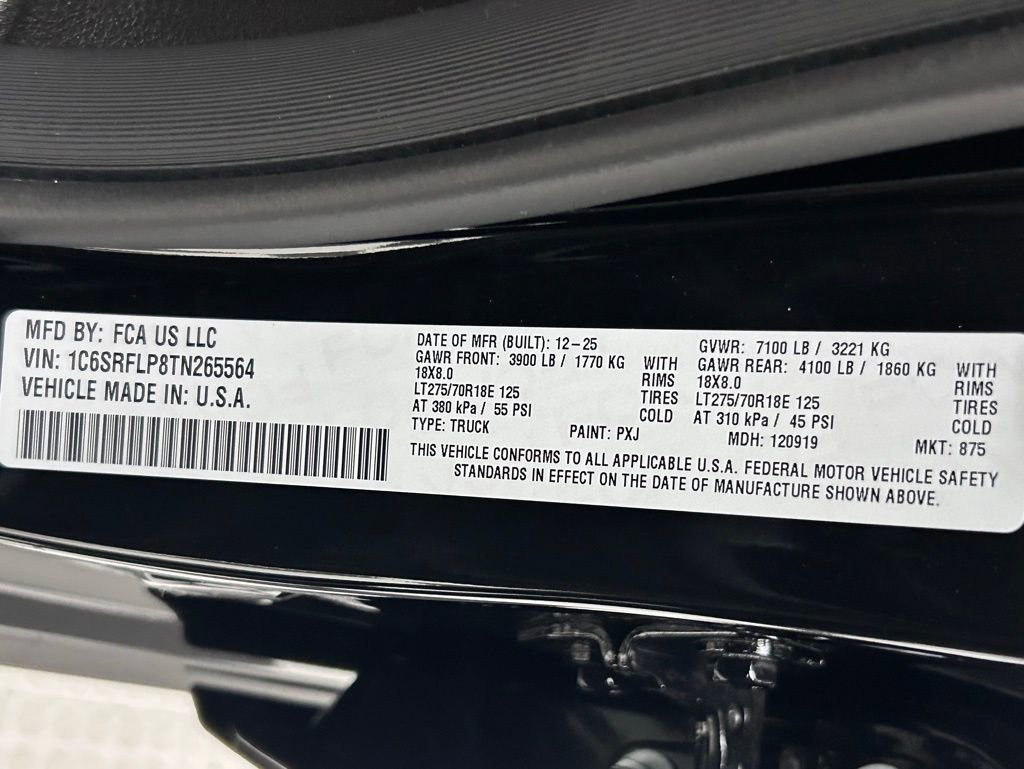 MFD BY: FCA US LLC
VIN: 1C6SRFLP8TN265564
VEHICLE MADE IN: U.S.A.
DATE OF MFR (BUILT): 12-25
GAWR FRONT: 3900 LB / 1770 KG WITH
18X8.0 RIMS
LT275/70R18E 125 TIRES
AT 380 kPa / 55 PSI COLD
TYPE: TRUCK PAINT: PXJ
GVWR: 7100 LB / 3221 KG
GAWR REAR: 4100 LB / 1860 KG WITH
18X8.0 RIMS
LT275/70R18E 125 TIRES
AT 310 kPa / 45 PSI COLD
MDH: 120919 MKT: 875
THIS VEHICLE CONFORMS TO ALL APPLICABLE U.S.A. FEDERAL MOTOR VEHICLE SAFETY
STANDARDS IN EFFECT ON THE DATE OF MANUFACTURE SHOWN ABOVE.